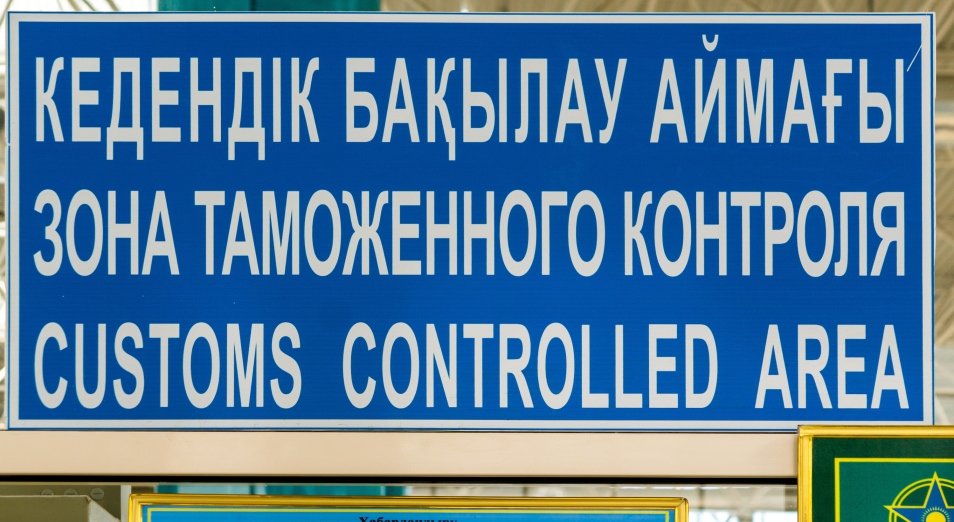 КЕДЕНДІК БАҚЫЛАУ АЙМАҒЫ
ЗОНА ТАМОЖЕННОГО КОНТРОЛЯ
CUSTOMS CONTROLLED AREA